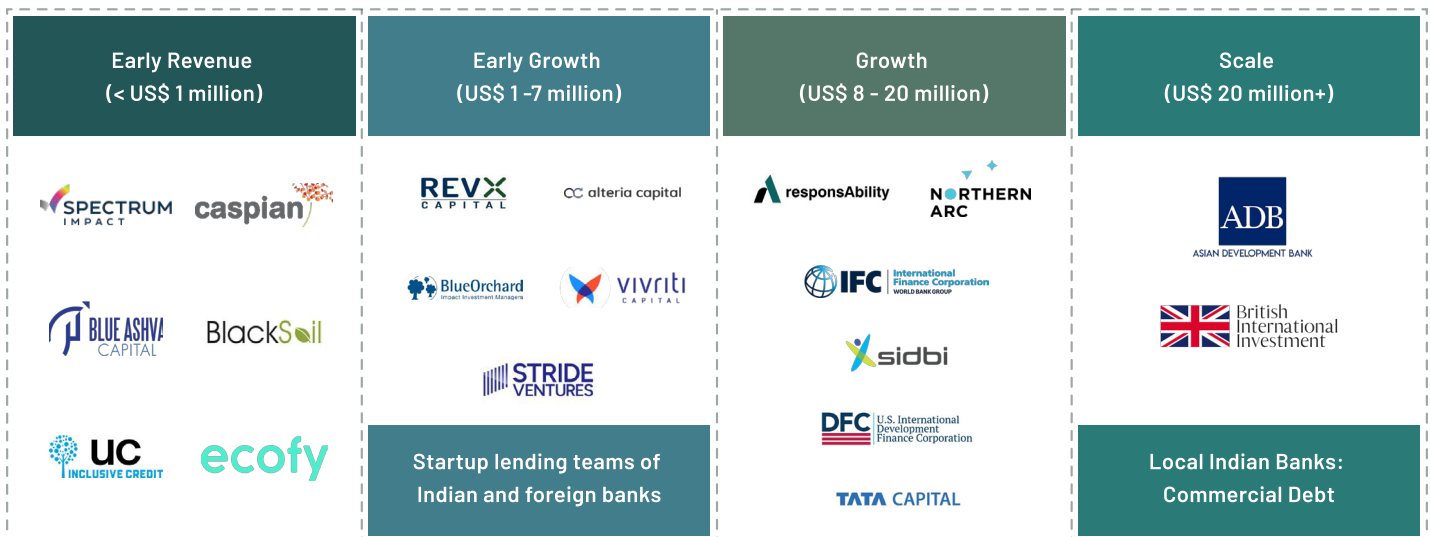 Early Revenue
(< US$ 1 million)
SPECTRUM
IMPACT
caspian
BLUE ASHVA
CAPITAL
BlackSoil
UC
INCLUSIVE CREDIT
ecofy
Early Growth
(US$ 1 -7 million)
REVX
CAPITAL
alteria capital
BlueOrchard
Impact Investment Managers
VIVRITI
CAPITAL
STRIDE
VENTURES
Startup lending teams of
Indian and foreign banks
Growth
(US$ 8 - 20 million)
responsAbility
NORTHERN
ARC
IFC
International
Finance Corporation
WORLD BANK GROUP
sidbi
DFC
U.S. International
Development
Finance Corporation
TATA CAPITAL
Scale
(US$ 20 million+)
ADB
ASIAN DEVELOPMENT BANK
British
International
Investment
Local Indian Banks:
Commercial Debt